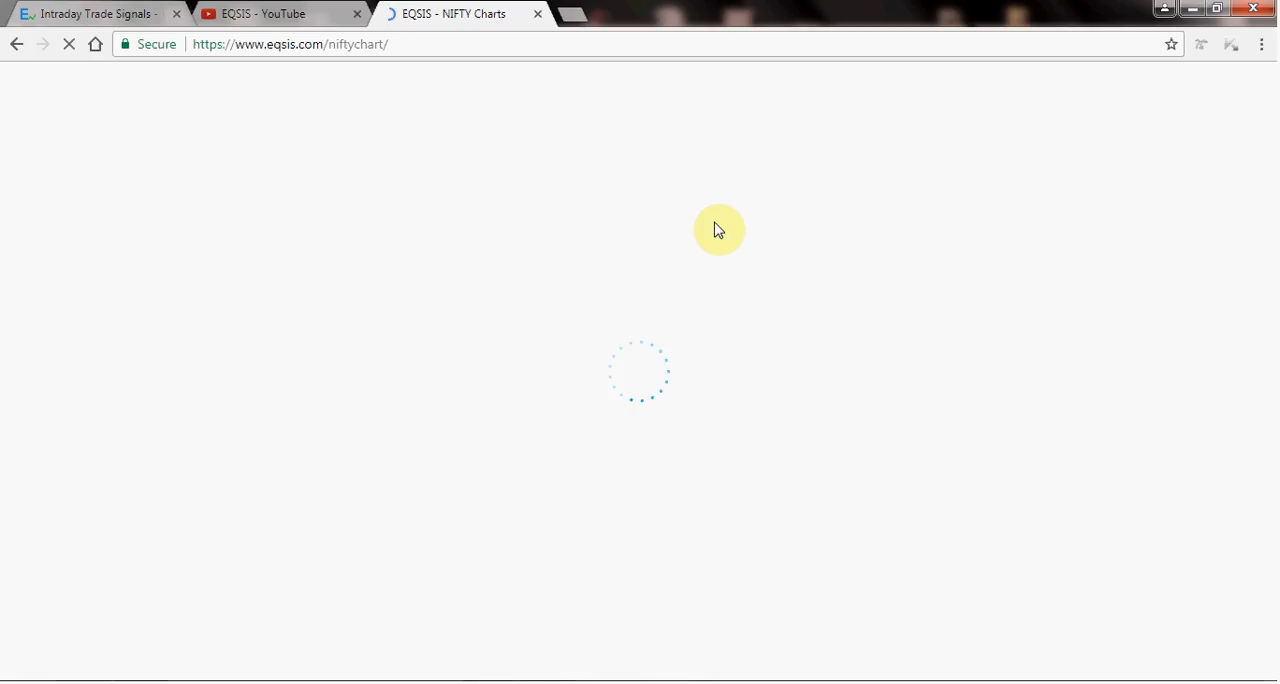 Intraday Trade Signals -
EQSIS - YouTube
EQSIS - NIFTY Charts
Secure
https://www.eqsis.com/niftychart/